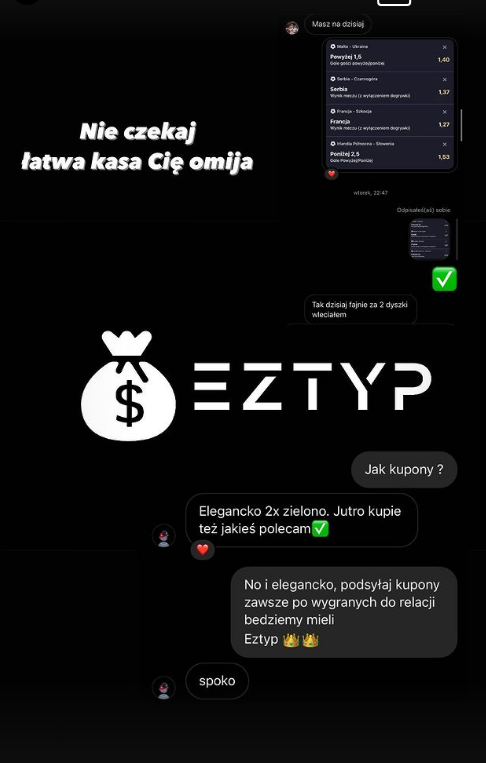 Masz na dzisiaj
Malta - Ukraina
Powyżej 1,5
Gole gości powyżej/poniżej
1,40
Serbia - Czarnogóra
Serbia
Wynik meczu (z wyłączeniem dogrywki)
1,37
Francja - Szkocja
Francja
Wynik meczu (z wyłączeniem dogrywki)
1,27
Irlandia Północna - Słowenia
Poniżej 2,5
Gole Powyżej/Poniżej
1,53
Nie czekaj
łatwa kasa Cię omija
wtorek, 22:47
Odpisałeś(aś) sobie
Tak dzisiaj fajnie za 2 dyszki
wleciałem
$ EZTYP
Jak kupony ?
Elegancko 2x zielono. Jutro kupie
też jakieś polecam✅
No i elegancko, podsyłaj kupony
zawsze po wygranych do relacji
bedziemy mieli
Eztyp 👑👑
spoko